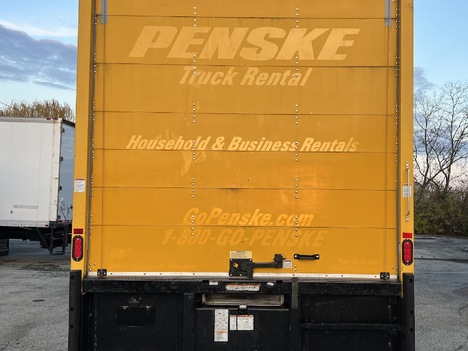 PENSKE
Truck Rental
Household & Business Rentals
GoPenske.com
1-800-GO-PENSKE